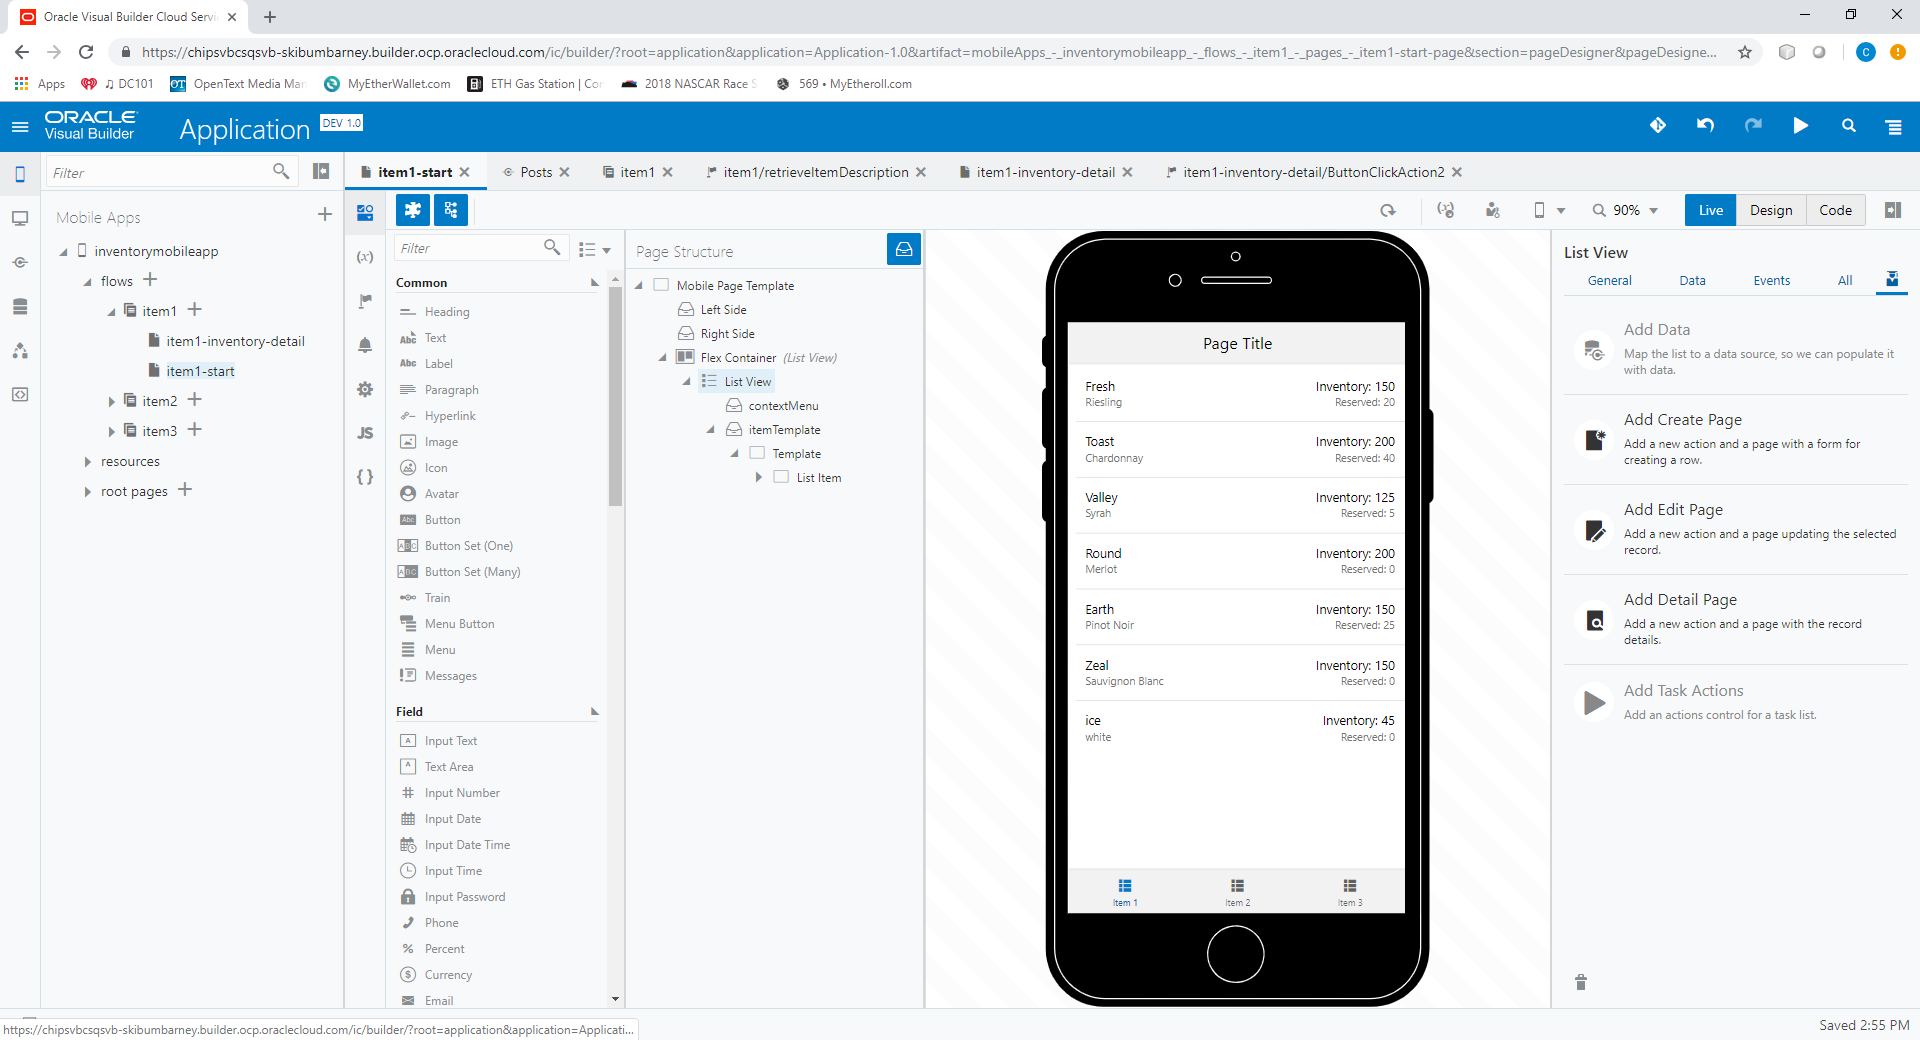 Oracle Visual Builder Cloud Servi
https://chipsvbcsqsvb-skibumbarney.builder.ocp.oraclecloud.com/ic/builder/?root=application&application=Application-1.0&artifact=mobileApps_-_inventorymobileapp_-_flows_-_item1_-_pages_-_item1-start-page&section=pageDesigner&pageDesigne...
C
Apps
♫ DC101
OpenText Media Man
MyEtherWallet.com
ETH Gas Station | Co
2018 NASCAR Race S
569 • MyEtheroll.com
ORACLE
Visual Builder
Application
DEV 1.0
Filter
item1-start
Posts
item1
item1/retrieveItemDescription
item1-inventory-detail
item1-inventory-detail/ButtonClickAction2
90%
Live
Design
Code
Mobile Apps
inventorymobileapp
flows
item1
item1-inventory-detail
item1-start
item2
item3
resources
root pages
(x)
JS
{ }
Filter
Common
Heading
Text
Label
Paragraph
Hyperlink
Image
Icon
Avatar
Button
Button Set (One)
Button Set (Many)
Train
Menu Button
Menu
Messages
Field
Input Text
Text Area
Input Number
Input Date
Input Date Time
Input Time
Input Password
Phone
Percent
Currency
Email
Page Structure
Mobile Page Template
Left Side
Right Side
Flex Container (List View)
List View
contextMenu
itemTemplate
Template
List Item
Page Title
Fresh Inventory: 150
Riesling Reserved: 20
Toast Inventory: 200
Chardonnay Reserved: 40
Valley Inventory: 125
Syrah Reserved: 5
Round Inventory: 200
Merlot Reserved: 0
Earth Inventory: 150
Pinot Noir Reserved: 25
Zeal Inventory: 150
Sauvignon Blanc Reserved: 0
ice Inventory: 45
white Reserved: 0
Item 1
Item 2
Item 3
List View
General
Data
Events
All
Add Data
Map the list to a data source, so we can populate it
with data.
Add Create Page
Add a new action and a page with a form for
creating a row.
Add Edit Page
Add a new action and a page updating the selected
record.
Add Detail Page
Add a new action and a page with the record
details.
Add Task Actions
Add an actions control for a task list.
https://chipsvbcsqsvb-skibumbarney.builder.ocp.oraclecloud.com/ic/builder/?root=application&application=Applicati...
Saved 2:55 PM